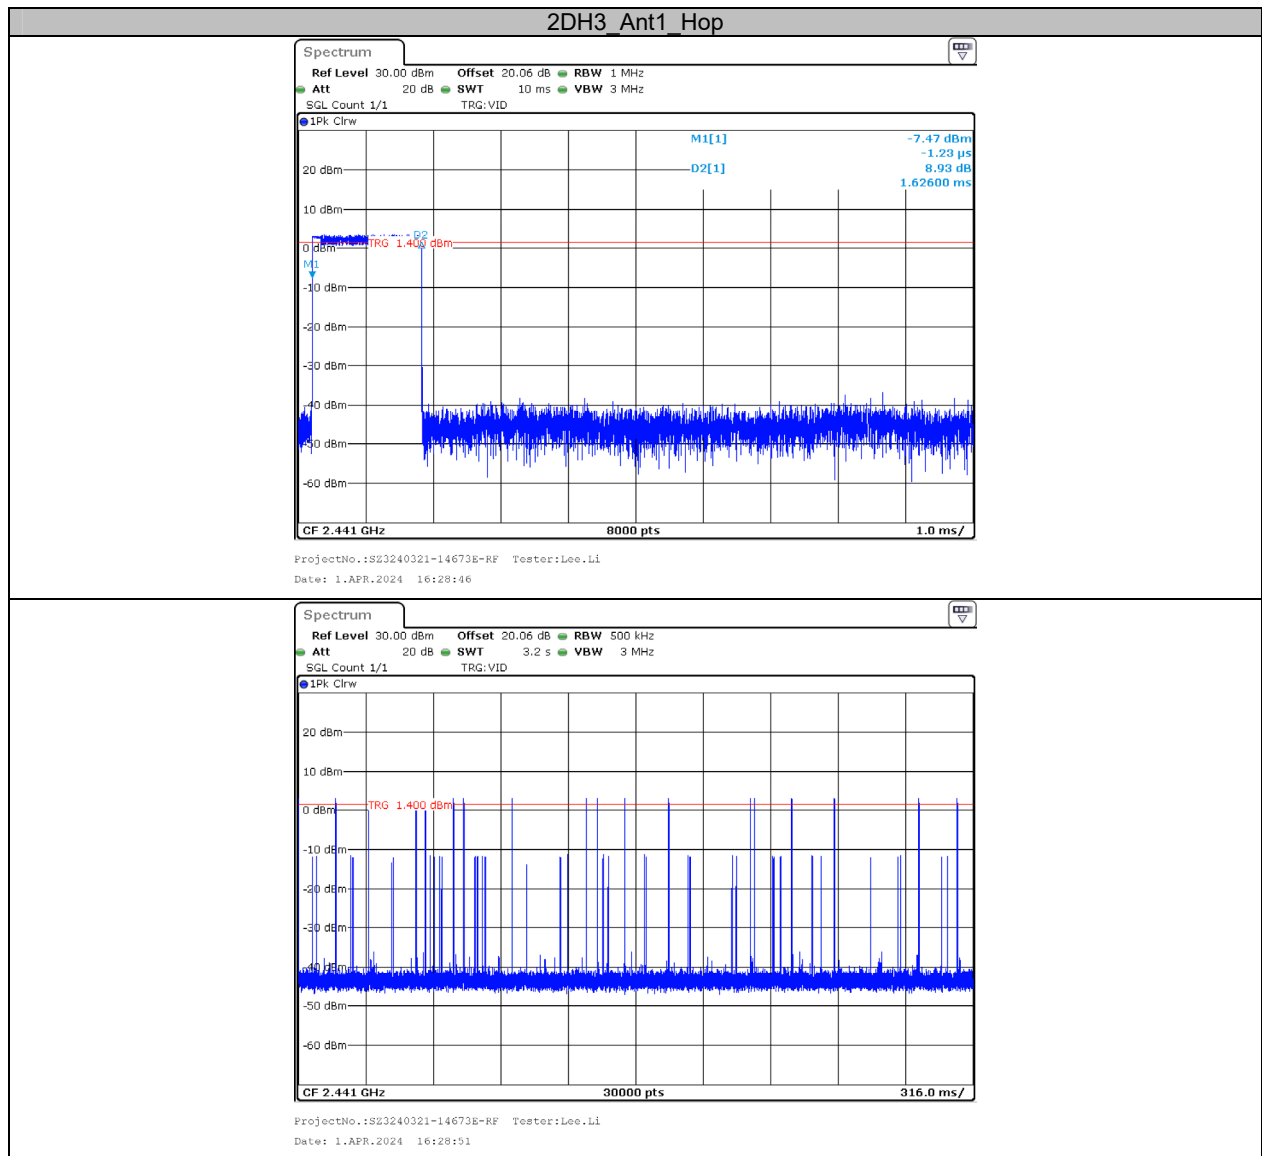 2DH3_Ant1_Hop
Spectrum
Ref Level 30.00 dBm Offset 20.06 dB RBW 1 MHz
Att 20 dB SWT 10 ms VBW 3 MHz
SGL Count 1/1 TRG:VID
1Pk Clrw
M1[1] -7.47 dBm
-1.23 µs
D2[1] 8.93 dB
1.62600 ms
20 dBm
10 dBm
D2
TRG 1.400 dBm
0 dBm
M1
-10 dBm
-20 dBm
-30 dBm
-40 dBm
-50 dBm
-60 dBm
CF 2.441 GHz 8000 pts 1.0 ms/
ProjectNo.:SZ3240321-14673E-RF Tester:Lee.Li
Date: 1.APR.2024 16:28:46
Spectrum
Ref Level 30.00 dBm Offset 20.06 dB RBW 500 kHz
Att 20 dB SWT 3.2 s VBW 3 MHz
SGL Count 1/1 TRG:VID
1Pk Clrw
20 dBm
10 dBm
TRG 1.400 dBm
0 dBm
-10 dBm
-20 dBm
-30 dBm
-40 dBm
-50 dBm
-60 dBm
CF 2.441 GHz 30000 pts 316.0 ms/
ProjectNo.:SZ3240321-14673E-RF Tester:Lee.Li
Date: 1.APR.2024 16:28:51